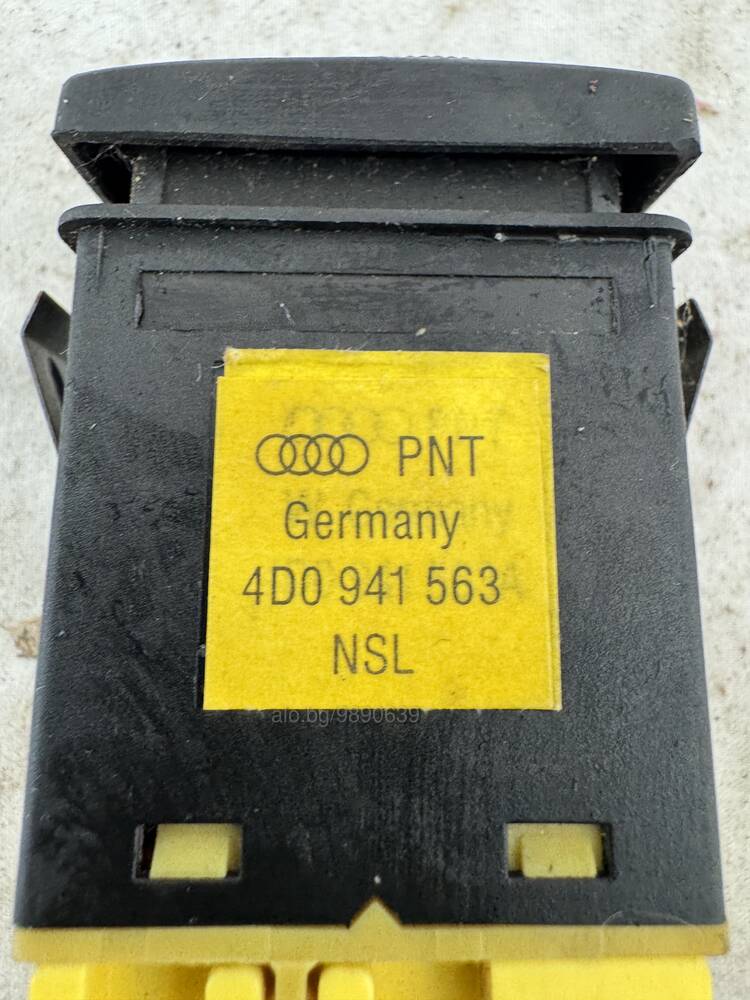 PNT
Germany
4D0 941 563
NSL
alo.bg/9890639